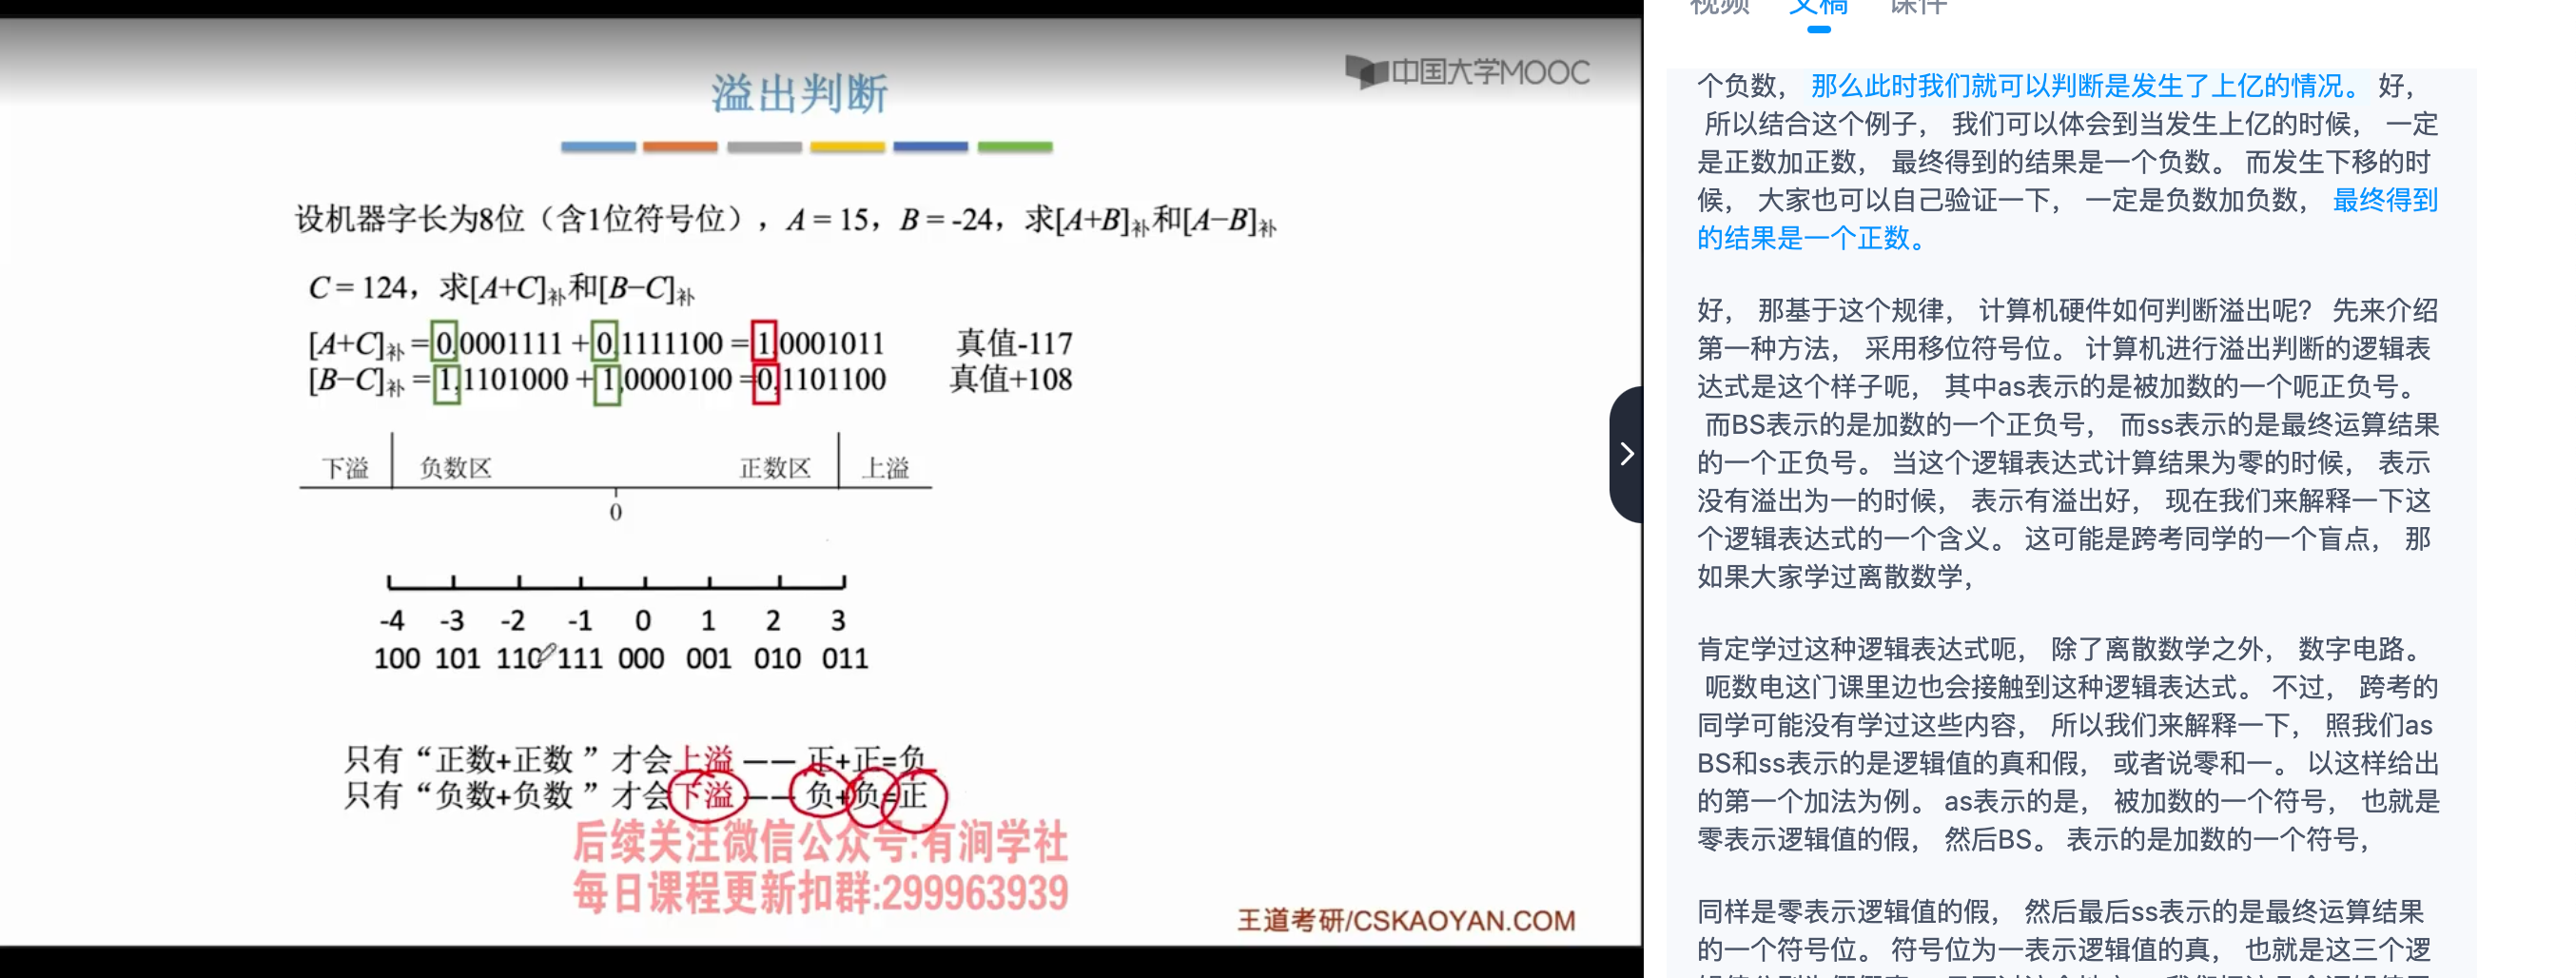 中国大学MOOC
溢出判断
设机器字长为8位（含1位符号位），A = 15，B = -24，求[A+B]补和[A−B]补
C = 124，求[A+C]补和[B−C]补
[A+C]补 = 0,0001111 + 0,1111100 = 1,0001011 真值-117
[B−C]补 = 1,1101000 + 1,0000100 =0,1101100 真值+108
下溢 负数区 正数区 上溢
0
-4 -3 -2 -1 0 1 2 3
100 101 110 111 000 001 010 011
只有“正数+正数 ”才会上溢 —— 正+正=负
只有“负数+负数 ”才会下溢 —— 负+负=正
后续关注微信公众号:有涧学社
每日课程更新扣群:299963939
王道考研/CSKAOYAN.COM
视频 文稿 课件
个负数， 那么此时我们就可以判断是发生了上亿的情况。 好，
所以结合这个例子， 我们可以体会到当发生上亿的时候， 一定
是正数加正数， 最终得到的结果是一个负数。 而发生下移的时
候， 大家也可以自己验证一下， 一定是负数加负数， 最终得到
的结果是一个正数。
好， 那基于这个规律， 计算机硬件如何判断溢出呢？ 先来介绍
第一种方法， 采用移位符号位。 计算机进行溢出判断的逻辑表
达式是这个样子呃， 其中as表示的是被加数的一个呃正负号。
而BS表示的是加数的一个正负号， 而ss表示的是最终运算结果
的一个正负号。 当这个逻辑表达式计算结果为零的时候， 表示
没有溢出为一的时候， 表示有溢出好， 现在我们来解释一下这
个逻辑表达式的一个含义。 这可能是跨考同学的一个盲点， 那
如果大家学过离散数学，
肯定学过这种逻辑表达式呃， 除了离散数学之外， 数字电路。
呃数电这门课里边也会接触到这种逻辑表达式。 不过， 跨考的
同学可能没有学过这些内容， 所以我们来解释一下， 照我们as
BS和ss表示的是逻辑值的真和假， 或者说零和一。 以这样给出
的第一个加法为例。 as表示的是， 被加数的一个符号， 也就是
零表示逻辑值的假， 然后BS。 表示的是加数的一个符号，
同样是零表示逻辑值的假， 然后最后ss表示的是最终运算结果
的一个符号位。 符号位为一表示逻辑值的真， 也就是这三个逻